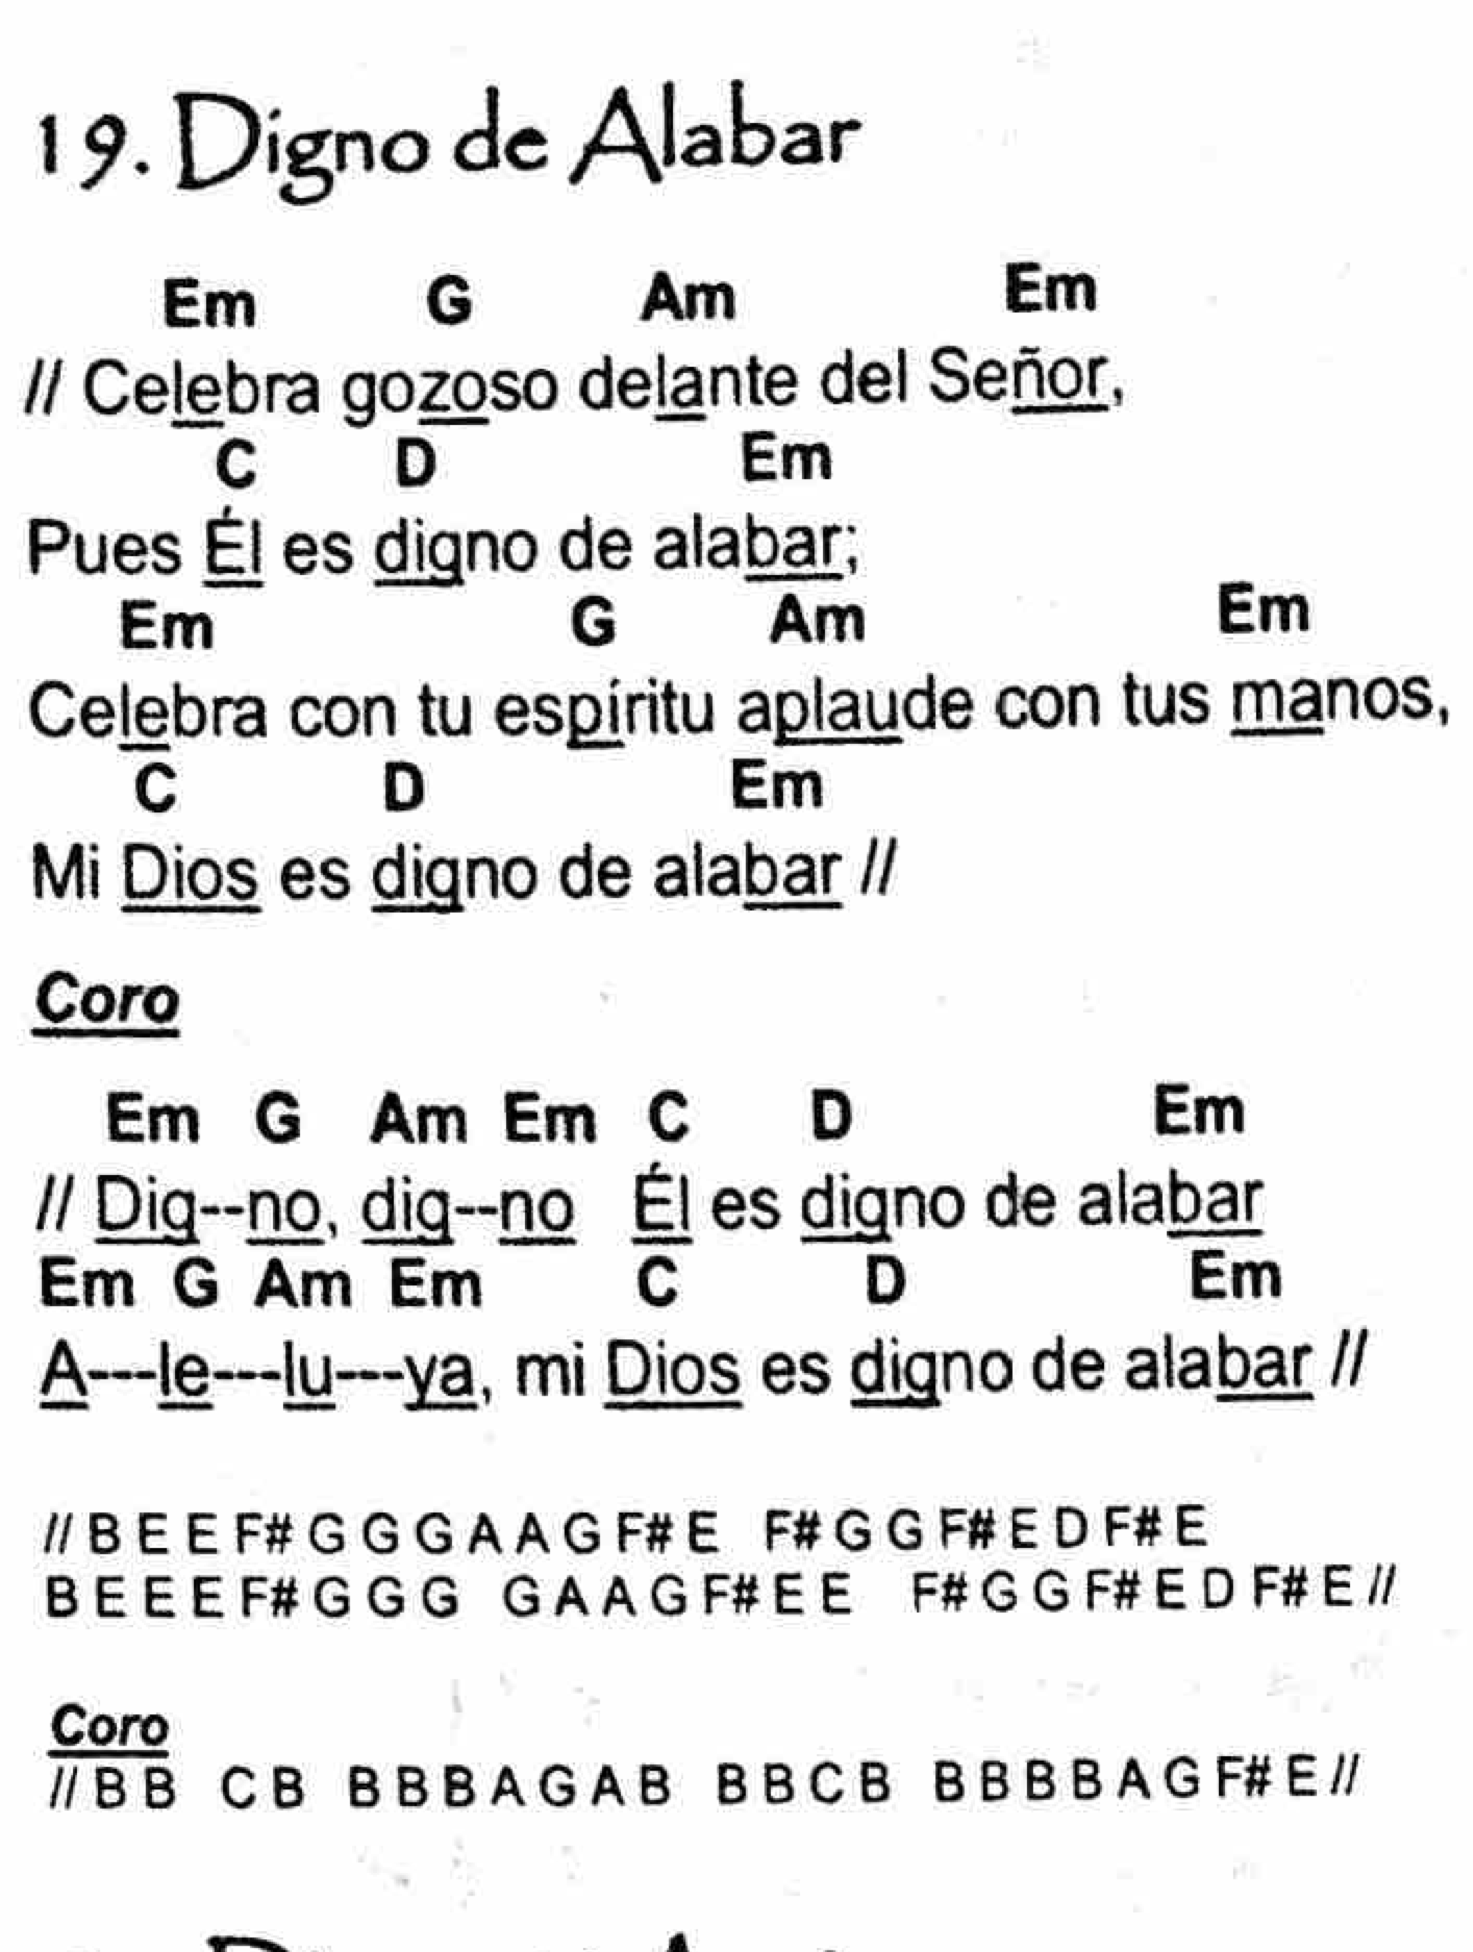 19. Digno de Alabar
Em G Am Em
// Celebra gozoso delante del Señor,
C D Em
Pues Él es digno de alabar;
Em G Am Em
Celebra con tu espíritu aplaude con tus manos,
C D Em
Mi Dios es digno de alabar //
Coro
Em G Am Em C D Em
// Dig--no, dig--no Él es digno de alabar
Em G Am Em C D Em
A---le---lu---ya, mi Dios es digno de alabar //
// B E E F# G G G A A G F# E F# G G F# E D F# E
B E E E F# G G G G A A G F# E E F# G G F# E D F# E //
Coro
// B B C B B B B A G A B B B C B B B B B A G F# E //